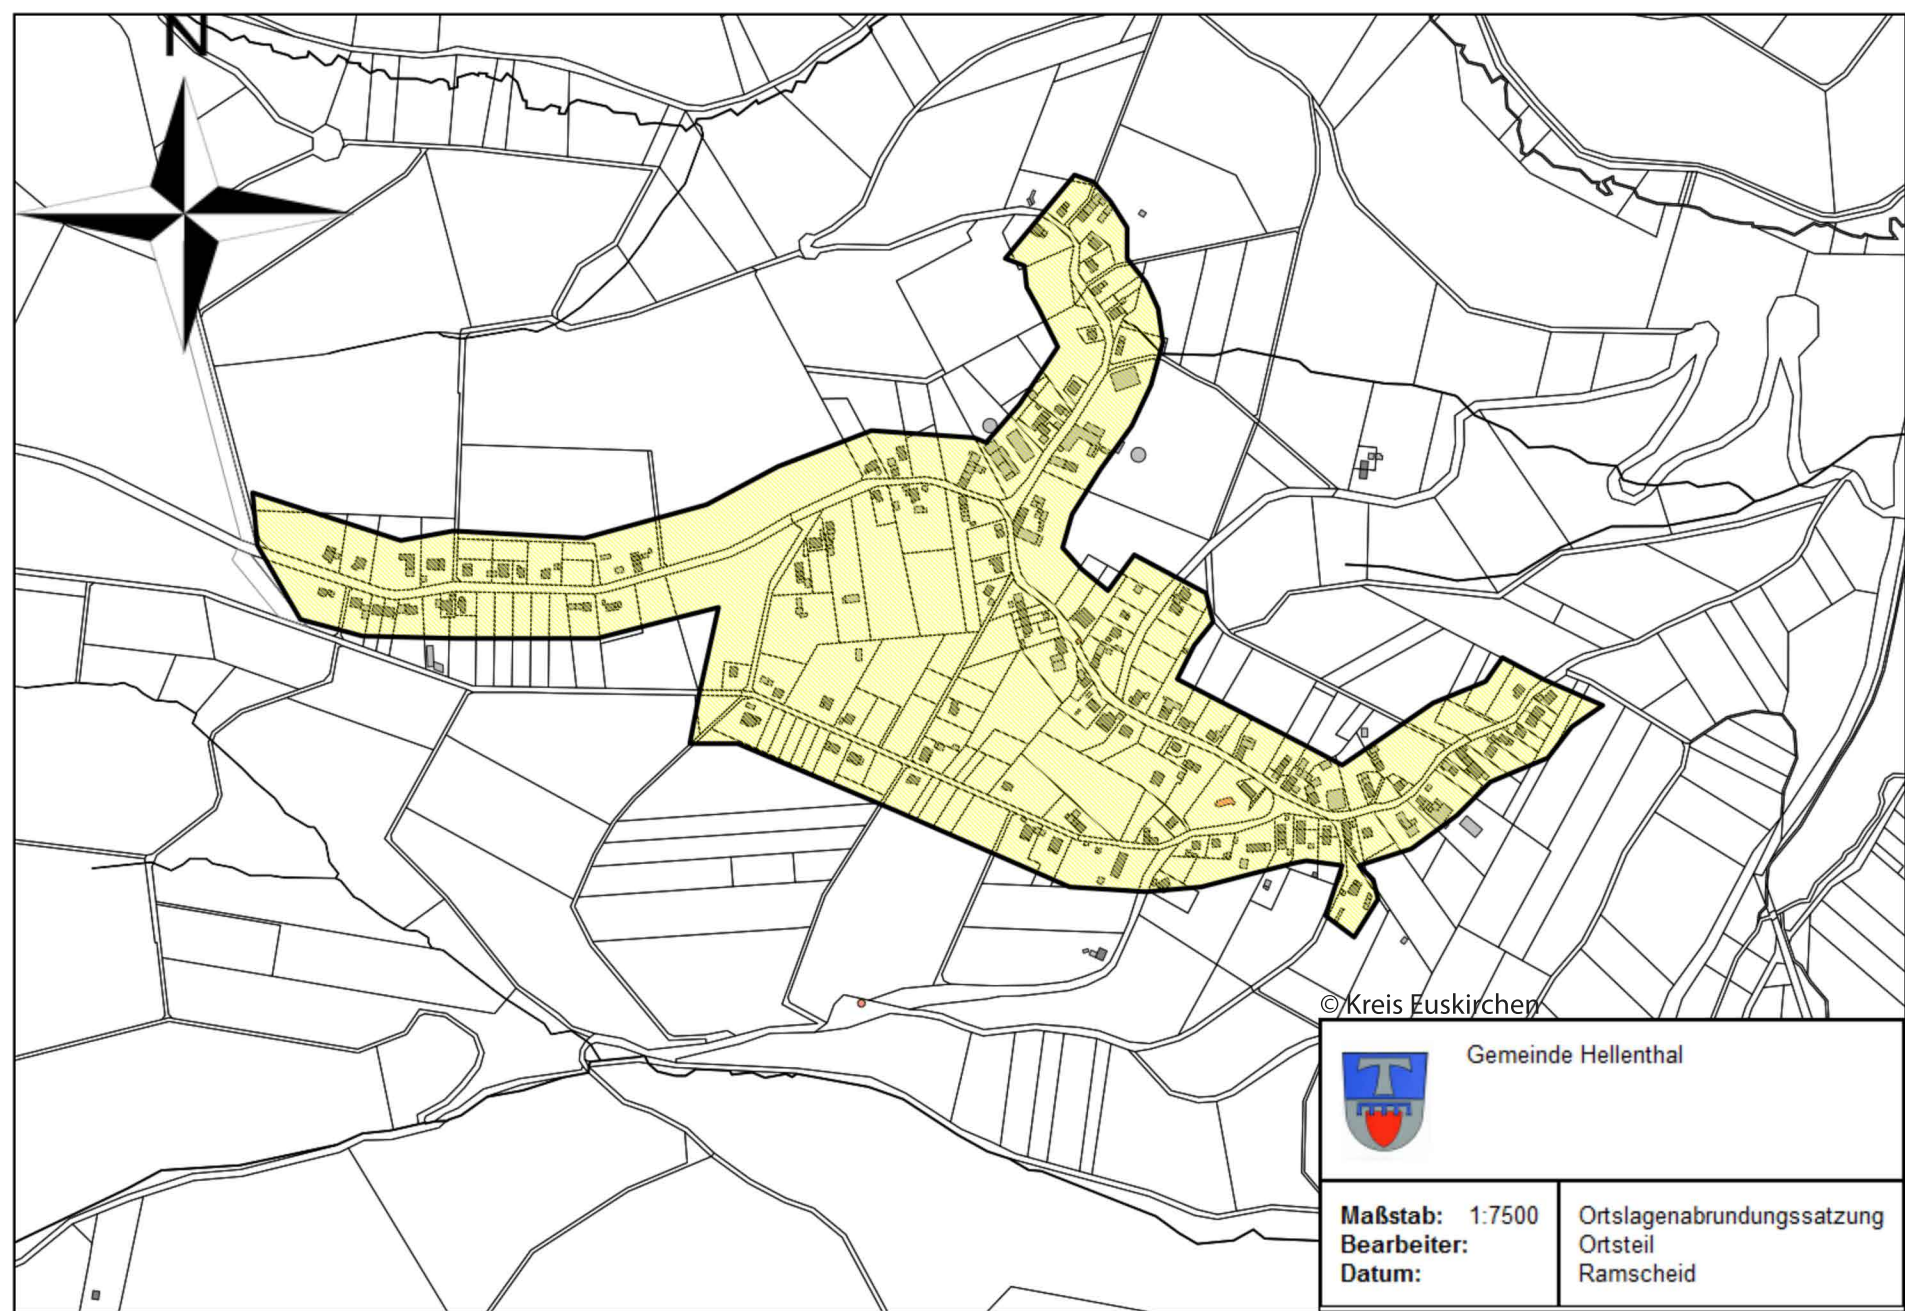 N
© Kreis Euskirchen
Gemeinde Hellenthal
Maßstab: 1:7500
Bearbeiter:
Datum:
Ortslagenabrundungssatzung
Ortsteil
Ramscheid